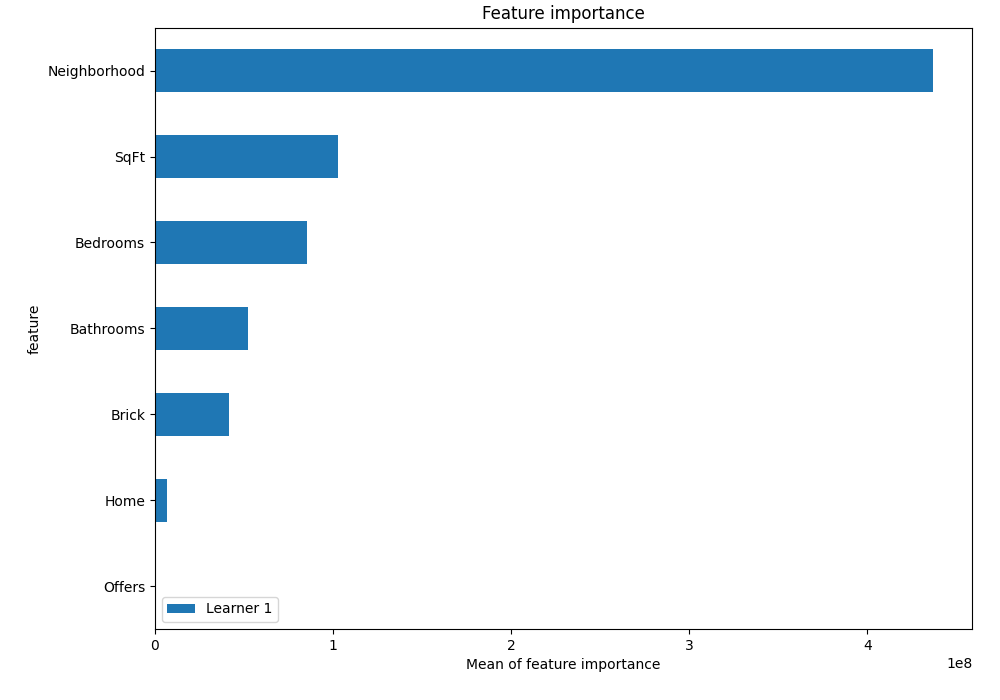 Feature importance
Neighborhood
SqFt
Bedrooms
Bathrooms
Brick
Home
Offers
feature
Learner 1
0 1 2 3 4
1e8
Mean of feature importance